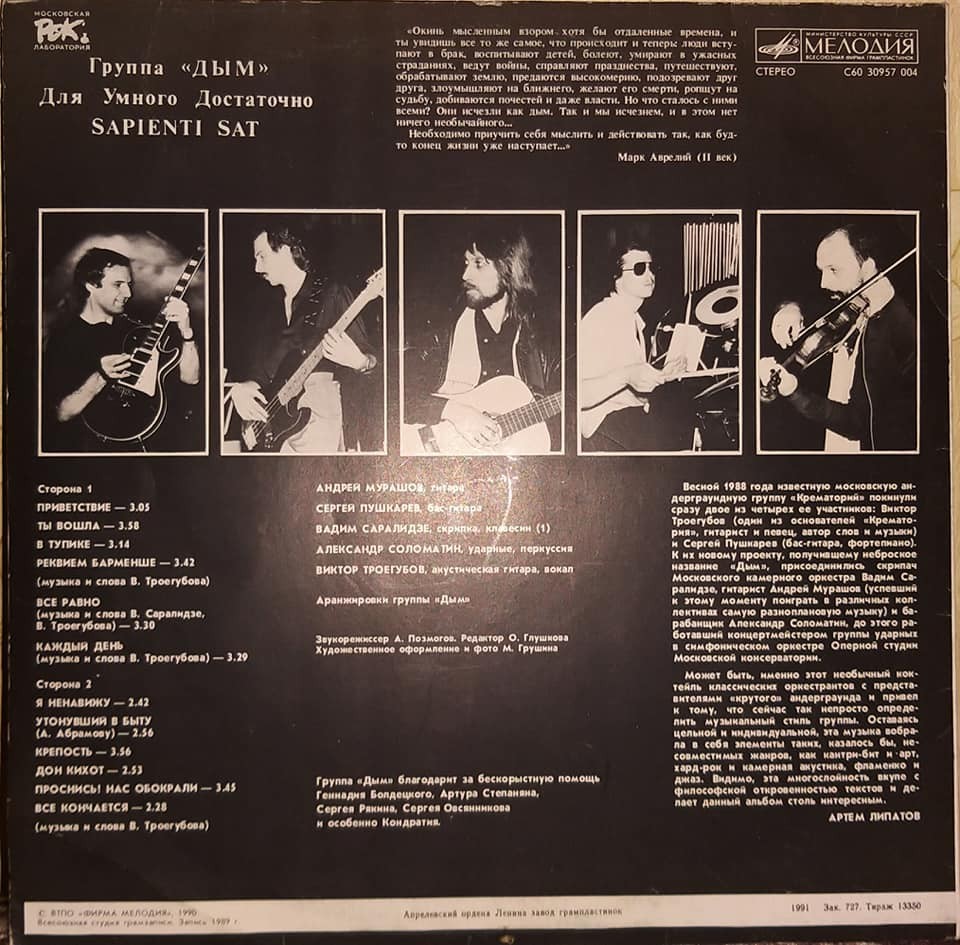 МОСКОВСКАЯ
РОК
ЛАБОРАТОРИЯ
Группа «ДЫМ»
Для Умного Достаточно
SAPIENTI SAT
«Окинь мысленным взором хотя бы отдаленные времена, и
ты увидишь все то же самое, что происходит и теперь: люди всту-
пают в брак, воспитывают детей, болеют, умирают в ужасных
страданиях, ведут войны, справляют празднества, путешествуют,
обрабатывают землю, предаются высокомерию, подозревают друг
друга, злоумышляют на ближнего, желают его смерти, ропщут на
судьбу, добиваются почестей и даже власти. Но что сталось с ними
всеми? Они исчезли как дым. Так и мы исчезнем, и в этом нет
ничего необычайного...
Необходимо приучить себя мыслить и действовать так, как буд-
то конец жизни уже наступает...»
Марк Аврелий (II век)
МИНИСТЕРСТВО КУЛЬТУРЫ СССР
МЕЛОДИЯ
ВСЕСОЮЗНАЯ ФИРМА ГРАМПЛАСТИНОК
СТЕРЕО
С60 30957 004
Сторона 1
ПРИВЕТСТВИЕ — 3.05
ТЫ ВОШЛА — 3.58
В ТУПИКЕ — 3.14
РЕКВИЕМ БАРМЕНШЕ — 3.42
(музыка и слова В. Троегубова)
ВСЕ РАВНО
(музыка и слова В. Саралидзе,
В. Троегубова) — 3.30
КАЖДЫЙ ДЕНЬ
(музыка и слова В. Троегубова) — 3.29
Сторона 2
Я НЕНАВИЖУ — 2.42
УТОНУВШИЙ В БЫТУ
(А. Абрамову) — 2.56
КРЕПОСТЬ — 3.56
ДОН КИХОТ — 2.53
ПРОСНИСЬ! НАС ОБОКРАЛИ — 3.45
ВСЕ КОНЧАЕТСЯ — 2.28
(музыка и слова В. Троегубова)
АНДРЕЙ МУРАШОВ, гитара
СЕРГЕЙ ПУШКАРЕВ, бас-гитара
ВАДИМ САРАЛИДЗЕ, скрипка, клавесин (1)
АЛЕКСАНДР СОЛОМАТИН, ударные, перкуссия
ВИКТОР ТРОЕГУБОВ, акустическая гитара, вокал
Аранжировки группы «Дым»
Звукорежиссер А. Позмогов. Редактор О. Глушкова
Художественное оформление и фото М. Грушина
Группа «Дым» благодарит за бескорыстную помощь
Геннадия Болдецкого, Артура Степаняна,
Сергея Рякина, Сергея Овсянникова
и особенно Кондратия.
Весной 1988 года известную московскую ан-
дерграундную группу «Крематорий» покинули
сразу двое из четырех ее участников: Виктор
Троегубов (один из основателей «Кремато-
рия», гитарист и певец, автор слов и музыки)
и Сергей Пушкарев (бас-гитара, фортепиано).
К их новому проекту, получившему неброское
название «Дым», присоединились скрипач
Московского камерного оркестра Вадим Са-
ралидзе, гитарист Андрей Мурашов (успевший
к этому моменту поиграть в различных кол-
лективах самую разноплановую музыку) и ба-
рабанщик Александр Соломатин, до этого ра-
ботавший концертмейстером группы ударных
в симфоническом оркестре Оперной студии
Московской консерватории.
Может быть, именно этот необычный кок-
тейль классических оркестрантов с предста-
вителями «крутого» андерграунда и привел
к тому, что сейчас так непросто опреде-
лить музыкальный стиль группы. Оставаясь
цельной и индивидуальной, эта музыка вобра-
ла в себя элементы таких, казалось бы, не-
совместимых жанров, как кантри-бит и арт,
хард-рок и камерная акустика, фламенко и
джаз. Видимо, эта многослойность вкупе с
философской откровенностью текстов и де-
лает данный альбом столь интересным.
АРТЕМ ЛИПАТОВ
© ВТПО «ФИРМА МЕЛОДИЯ», 1990
Всесоюзная студия грамзаписи. Запись 1989 г.
Апрелевский ордена Ленина завод грампластинок
1991 Зак. 727. Тираж 13350